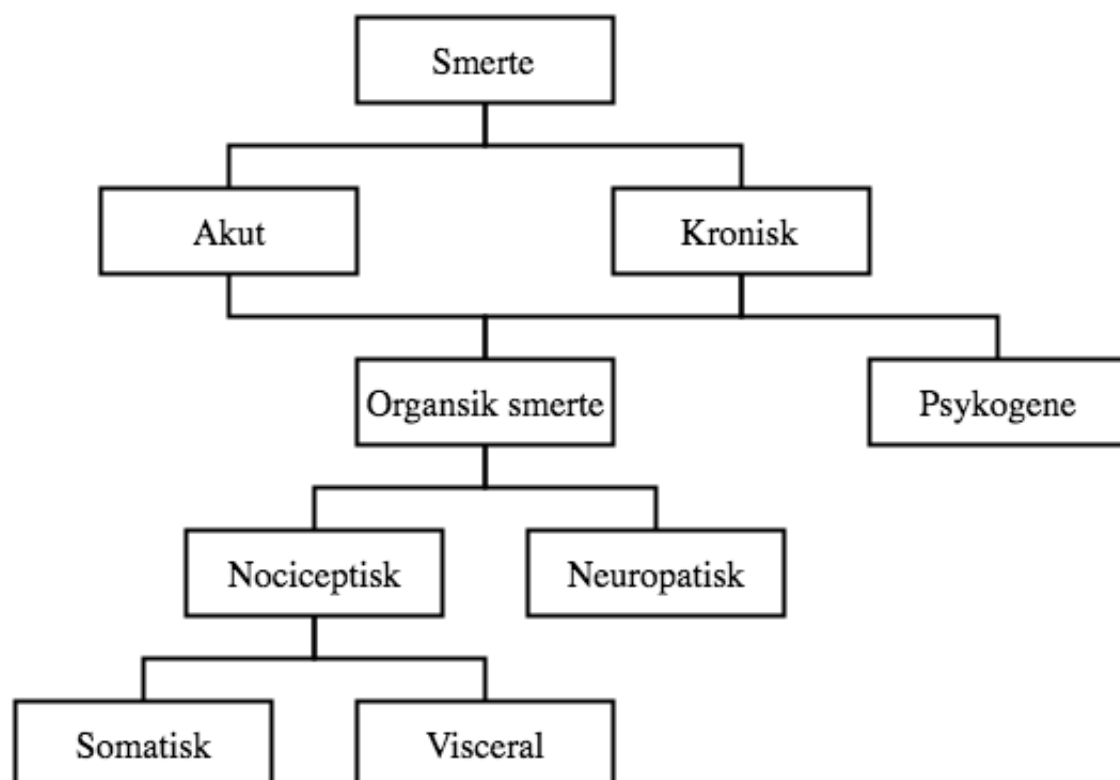 Smerte
Akut
Kronisk
Organsik smerte
Psykogene
Nociceptisk
Neuropatisk
Somatisk
Visceral